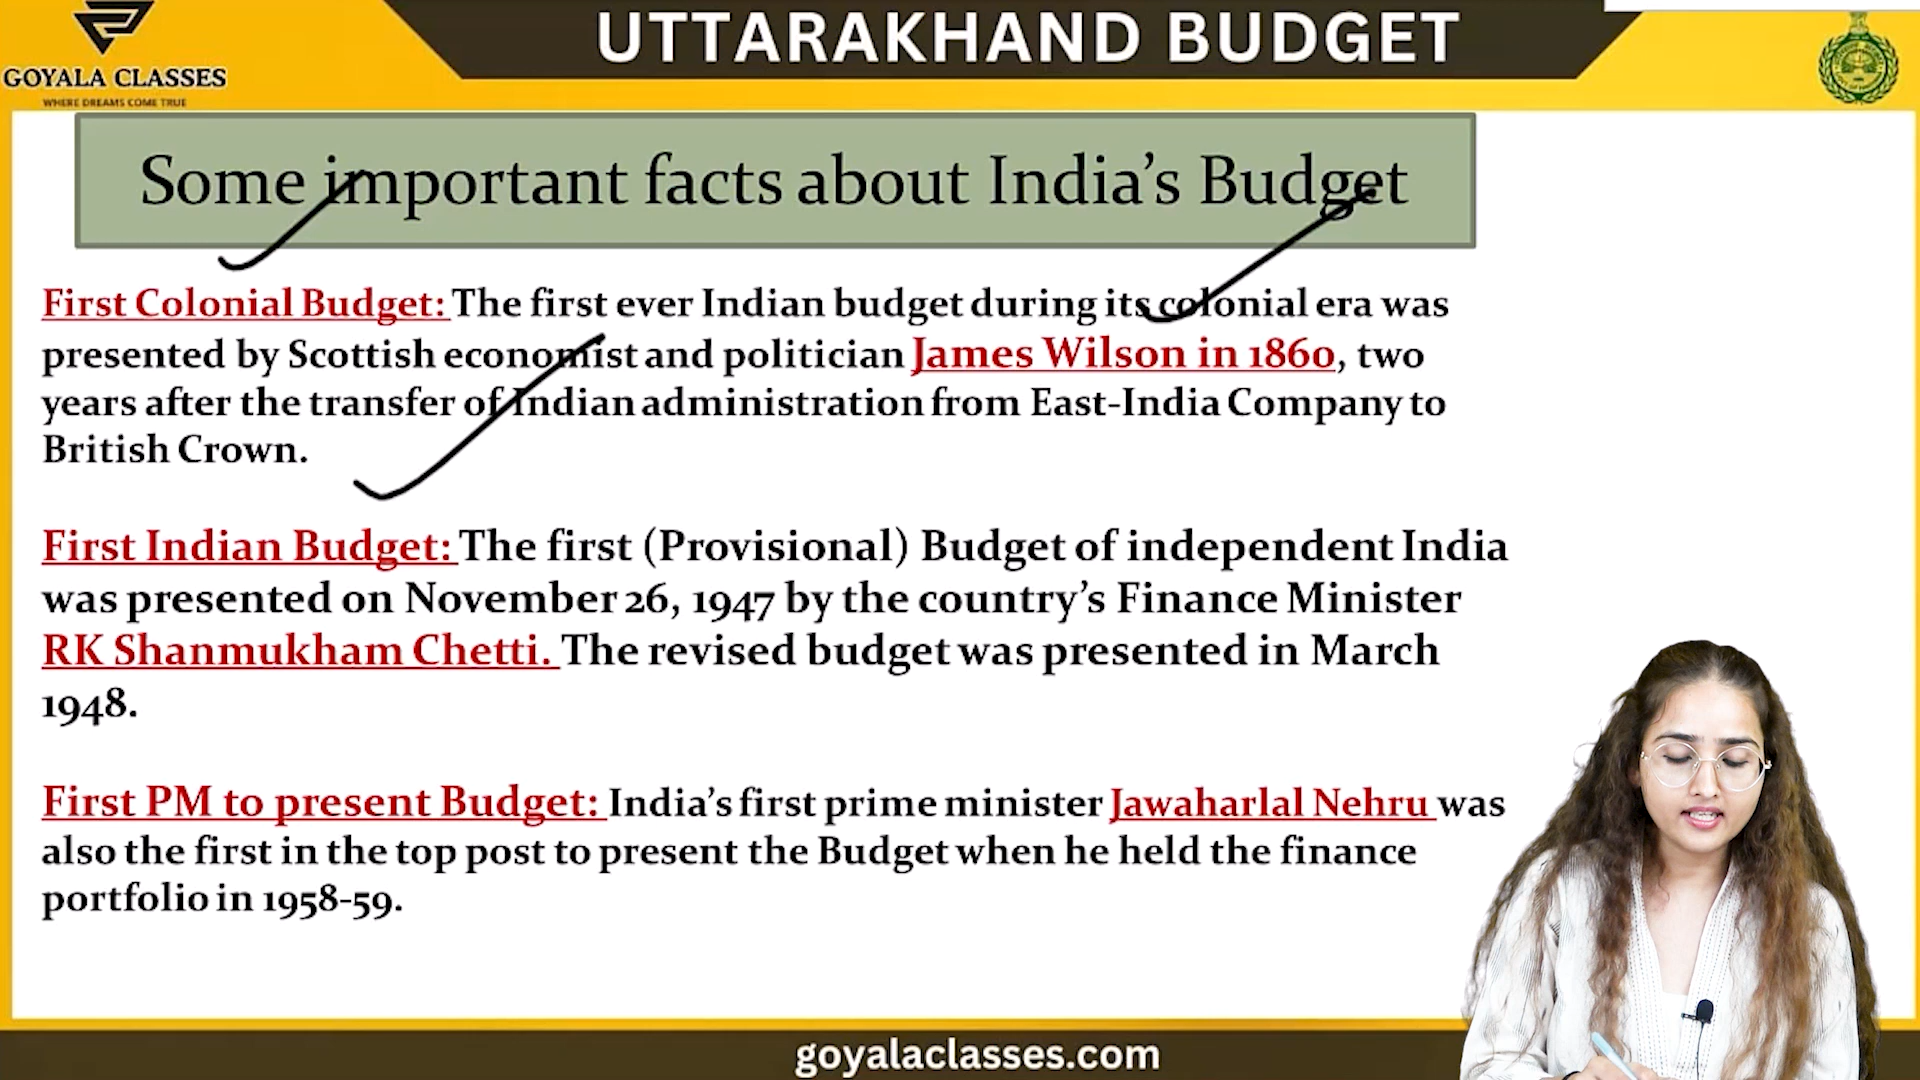 UTTARAKHAND BUDGET
GOYALA CLASSES
WHERE DREAMS COME TRUE
Some important facts about India's Budget
First Colonial Budget: The first ever Indian budget during its colonial era was
presented by Scottish economist and politician James Wilson in 1860, two
years after the transfer of Indian administration from East-India Company to
British Crown.
First Indian Budget: The first (Provisional) Budget of independent India
was presented on November 26, 1947 by the country's Finance Minister
RK Shanmukham Chetti. The revised budget was presented in March
1948.
First PM to present Budget: India's first prime minister Jawaharlal Nehru was
also the first in the top post to present the Budget when he held the finance
portfolio in 1958-59.
goyalaclasses.com